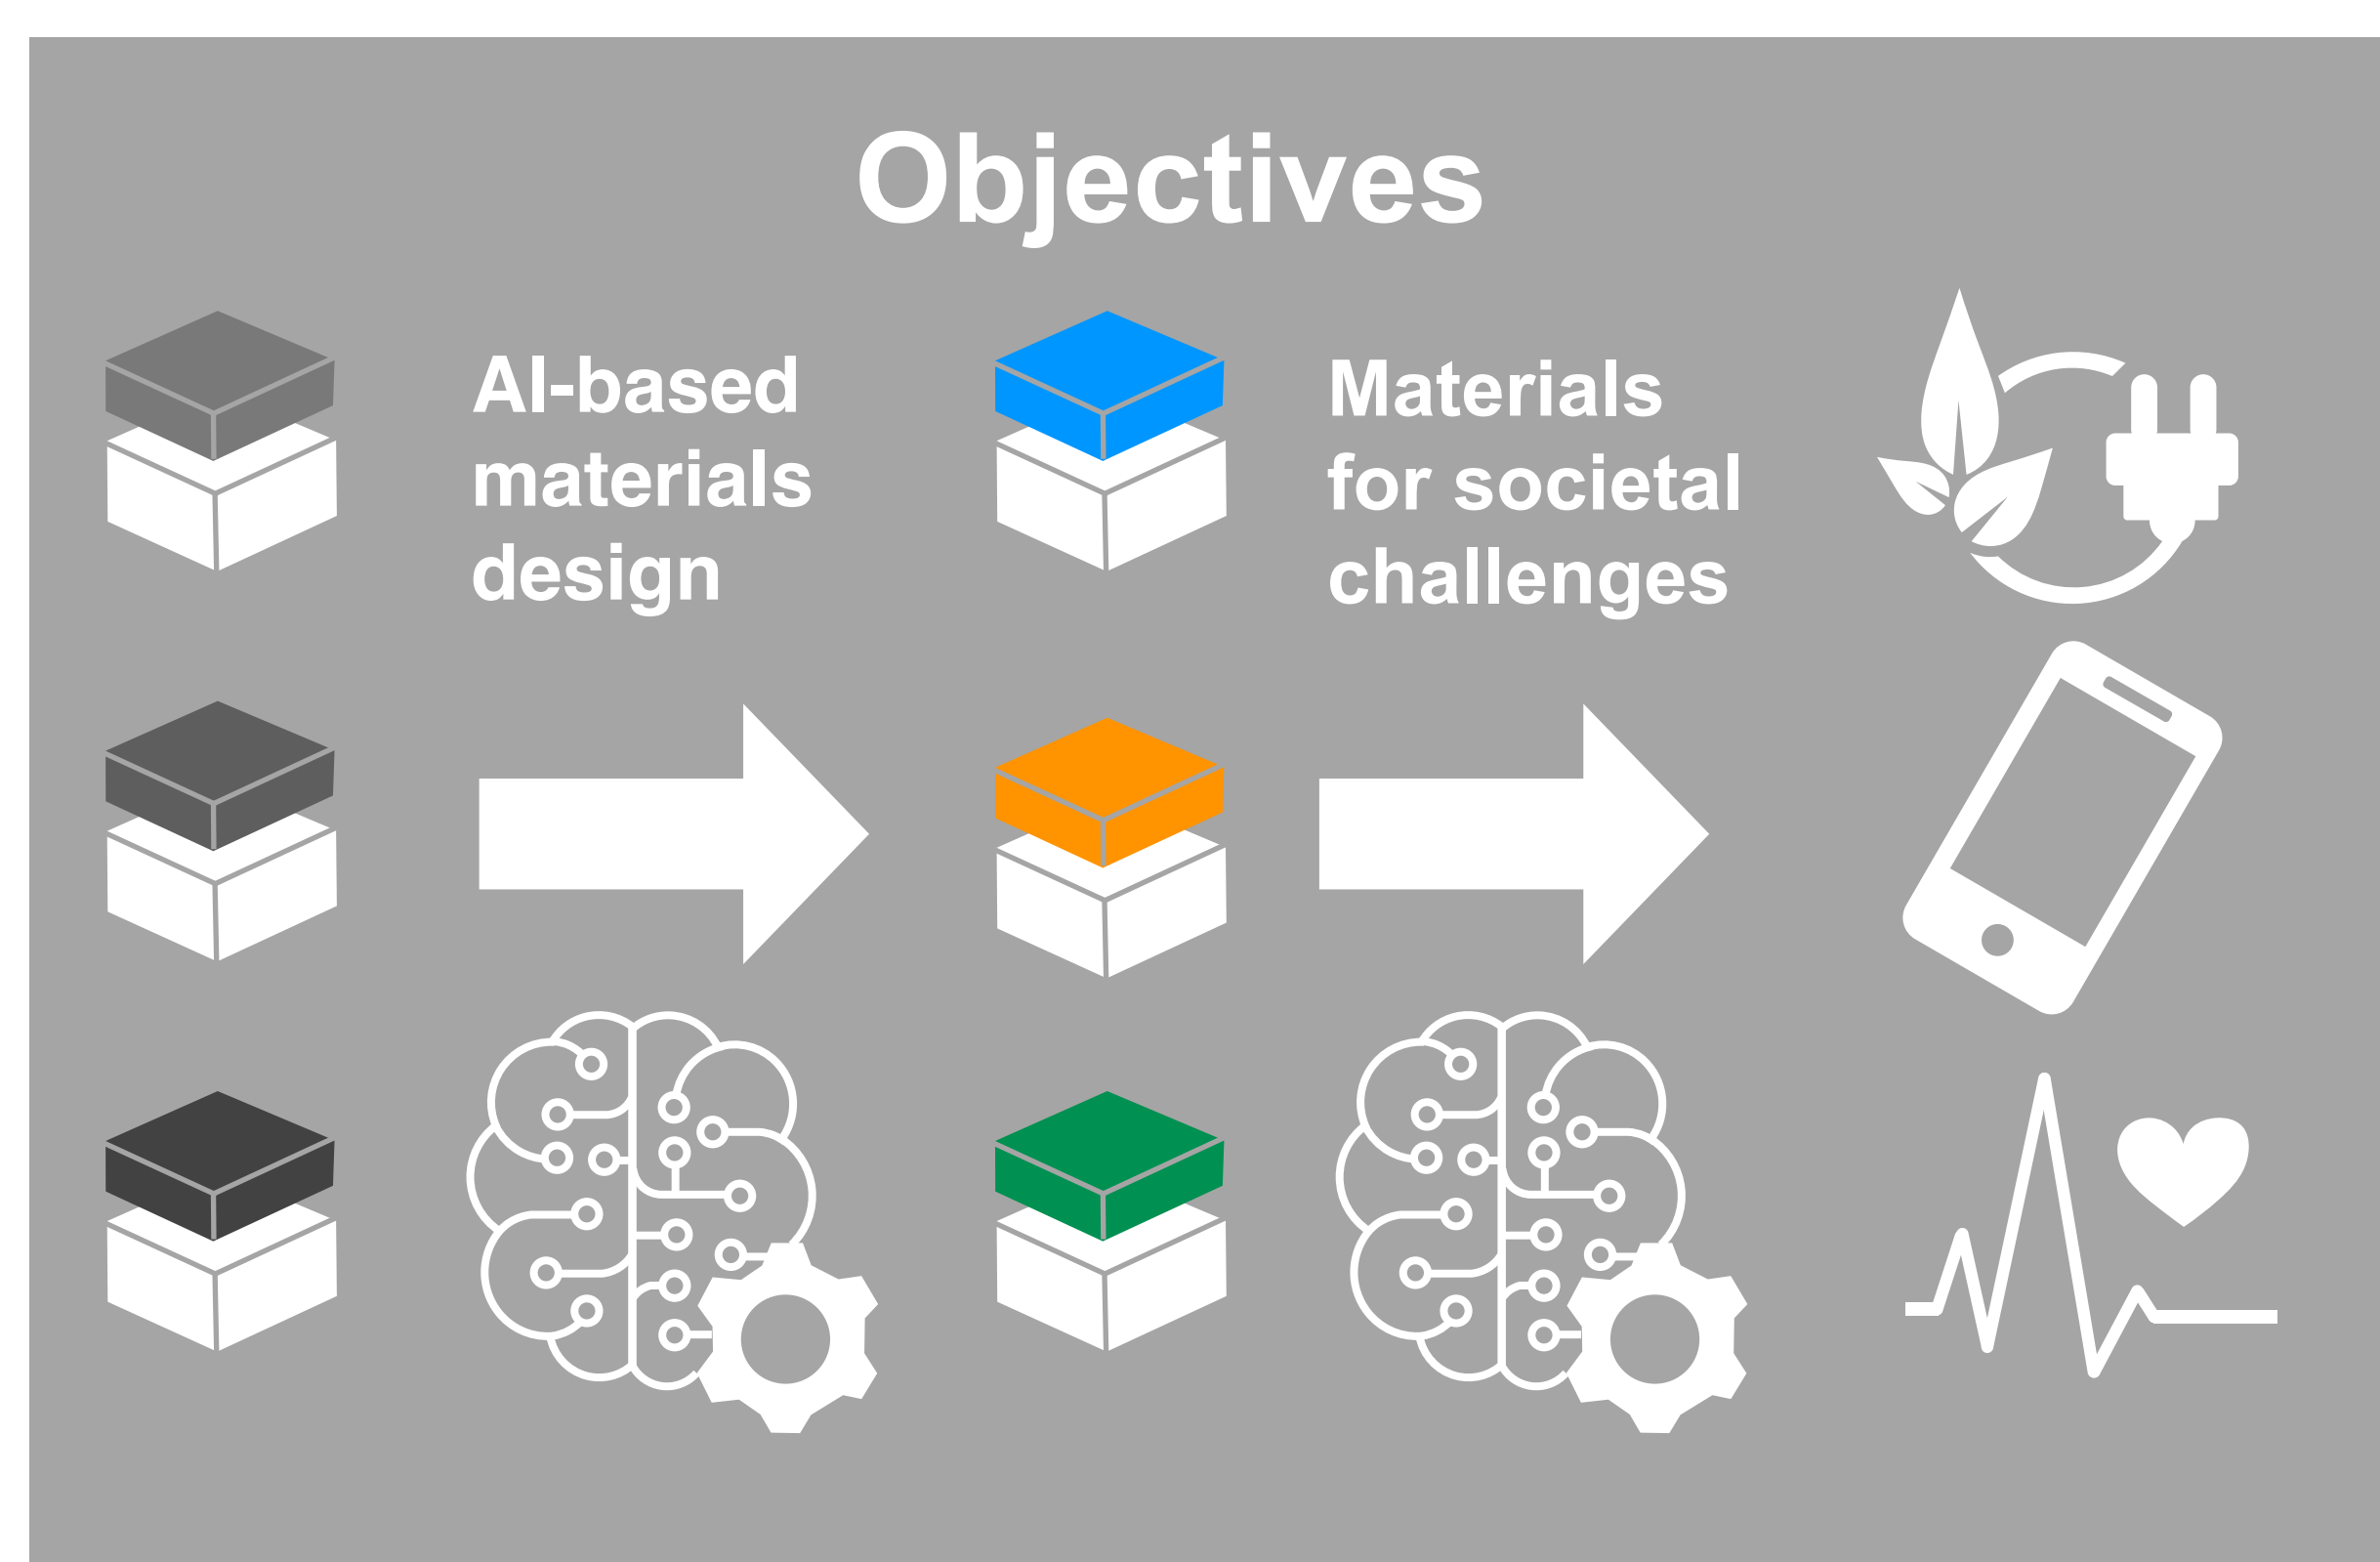 Objectives
AI-based
materials
design
Materials
for societal
challenges